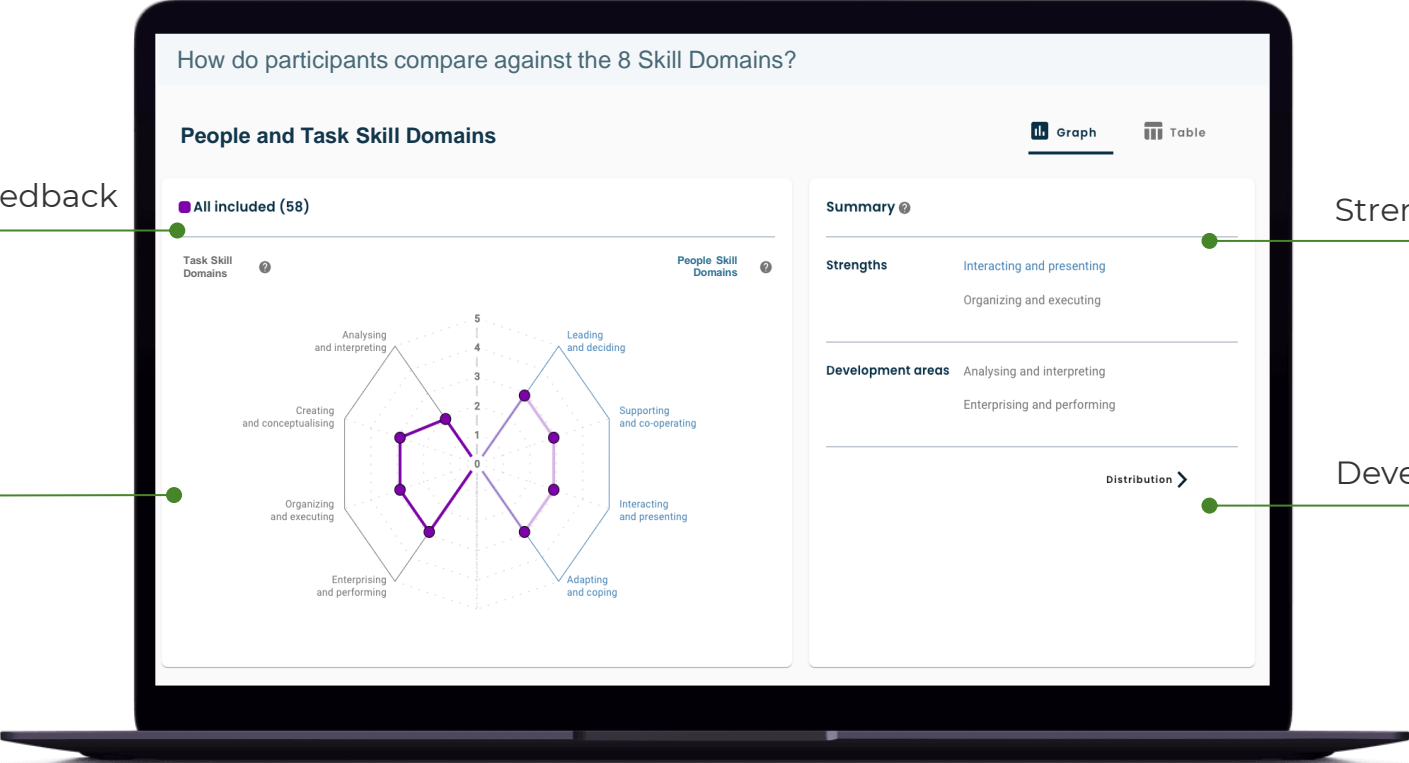 How do participants compare against the 8 Skill Domains?
People and Task Skill Domains
Graph
Table
edback
All included (58)
Task Skill
Domains
People Skill
Domains
5
4
3
2
1
0
Analysing
and interpreting
Leading
and deciding
Creating
and conceptualising
Supporting
and co-operating
Organizing
and executing
Interacting
and presenting
Enterprising
and performing
Adapting
and coping
Summary
Strengths
Interacting and presenting
Organizing and executing
Development areas
Analysing and interpreting
Enterprising and performing
Distribution
Stren
Deve